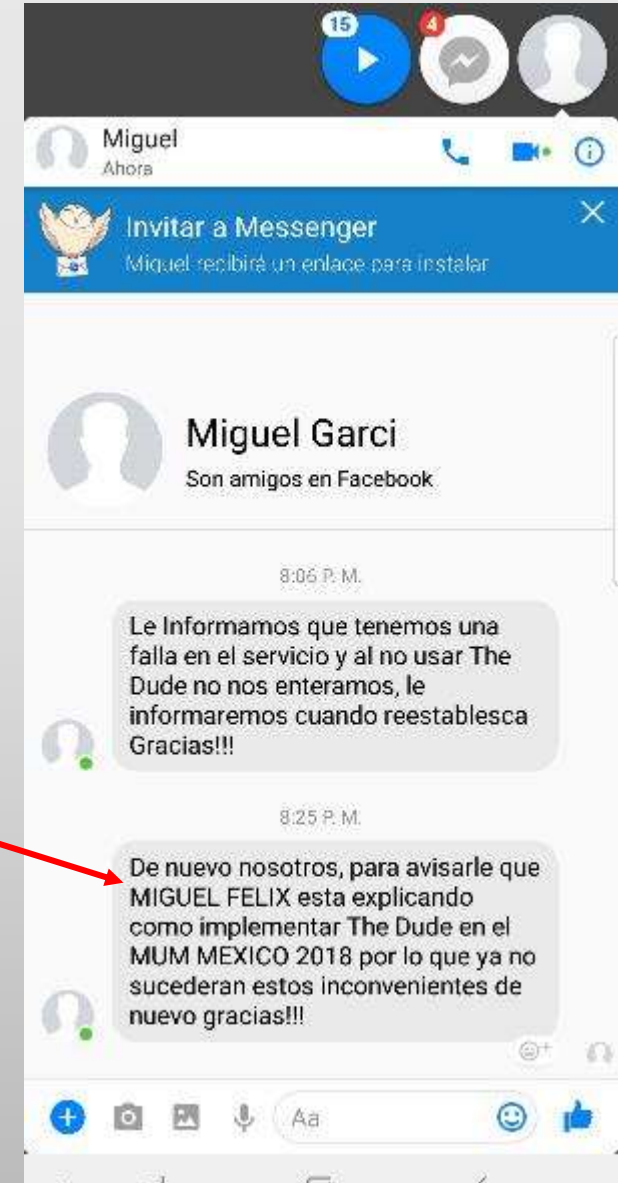 15
4
Miguel
Ahora
Invitar a Messenger
Miguel recibirá un enlace para instalar
Miguel Garci
Son amigos en Facebook
8:06 P. M.
Le Informamos que tenemos una
falla en el servicio y al no usar The
Dude no nos enteramos, le
informaremos cuando reestablesca
Gracias!!!
8:25 P. M.
De nuevo nosotros, para avisarle que
MIGUEL FELIX esta explicando
como implementar The Dude en el
MUM MEXICO 2018 por lo que ya no
sucederan estos inconvenientes de
nuevo gracias!!!
Aa